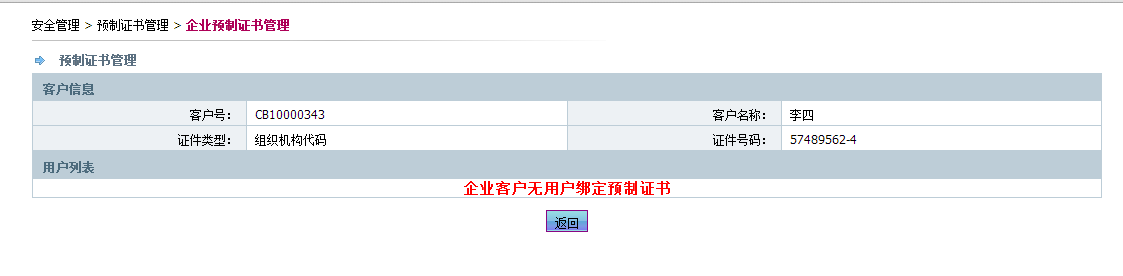 安全管理 > 预制证书管理 > 企业预制证书管理
预制证书管理
客户信息
客户号： CB10000343 客户名称： 李四
证件类型： 组织机构代码 证件号码： 57489562-4
用户列表
企业客户无用户绑定预制证书
返回